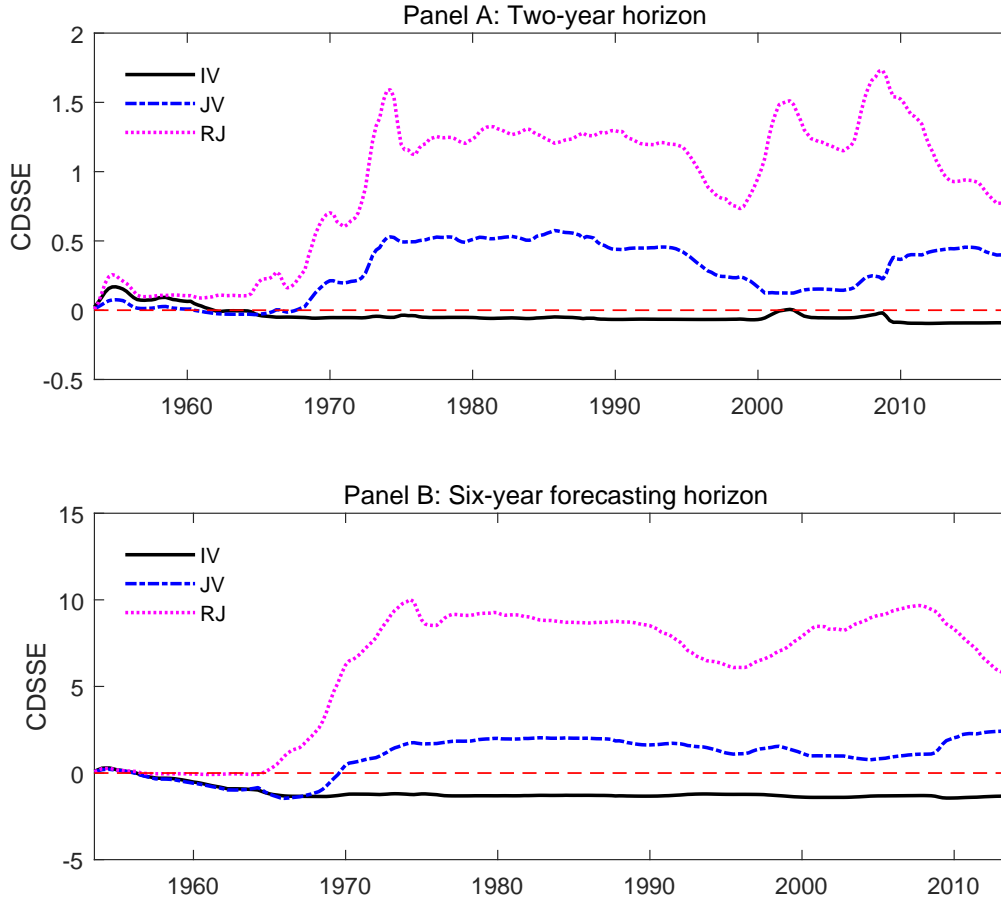 Panel A: Two-year horizon
2
1.5
1
0.5
0
-0.5
CDSSE
IV
JV
RJ
1960 1970 1980 1990 2000 2010
Panel B: Six-year forecasting horizon
15
10
5
0
-5
CDSSE
IV
JV
RJ
1960 1970 1980 1990 2000 2010